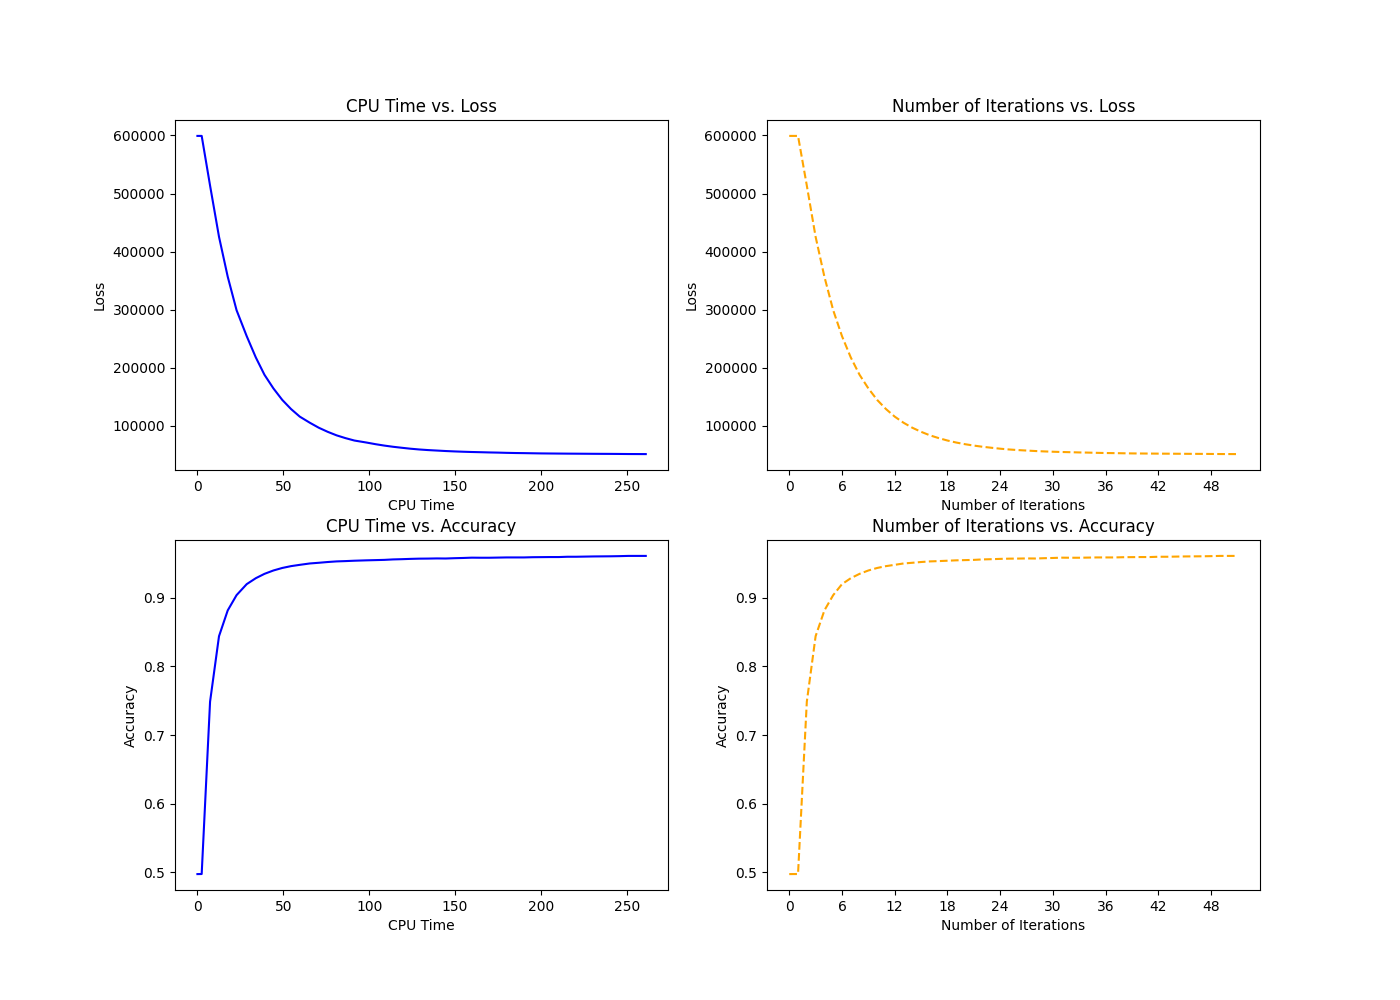 CPU Time vs. Loss
600000
500000
400000
300000
200000
100000
Loss
0 50 100 150 200 250
CPU Time
Number of Iterations vs. Loss
600000
500000
400000
300000
200000
100000
Loss
0 6 12 18 24 30 36 42 48
Number of Iterations
CPU Time vs. Accuracy
0.9
0.8
0.7
0.6
0.5
Accuracy
0 50 100 150 200 250
CPU Time
Number of Iterations vs. Accuracy
0.9
0.8
0.7
0.6
0.5
Accuracy
0 6 12 18 24 30 36 42 48
Number of Iterations